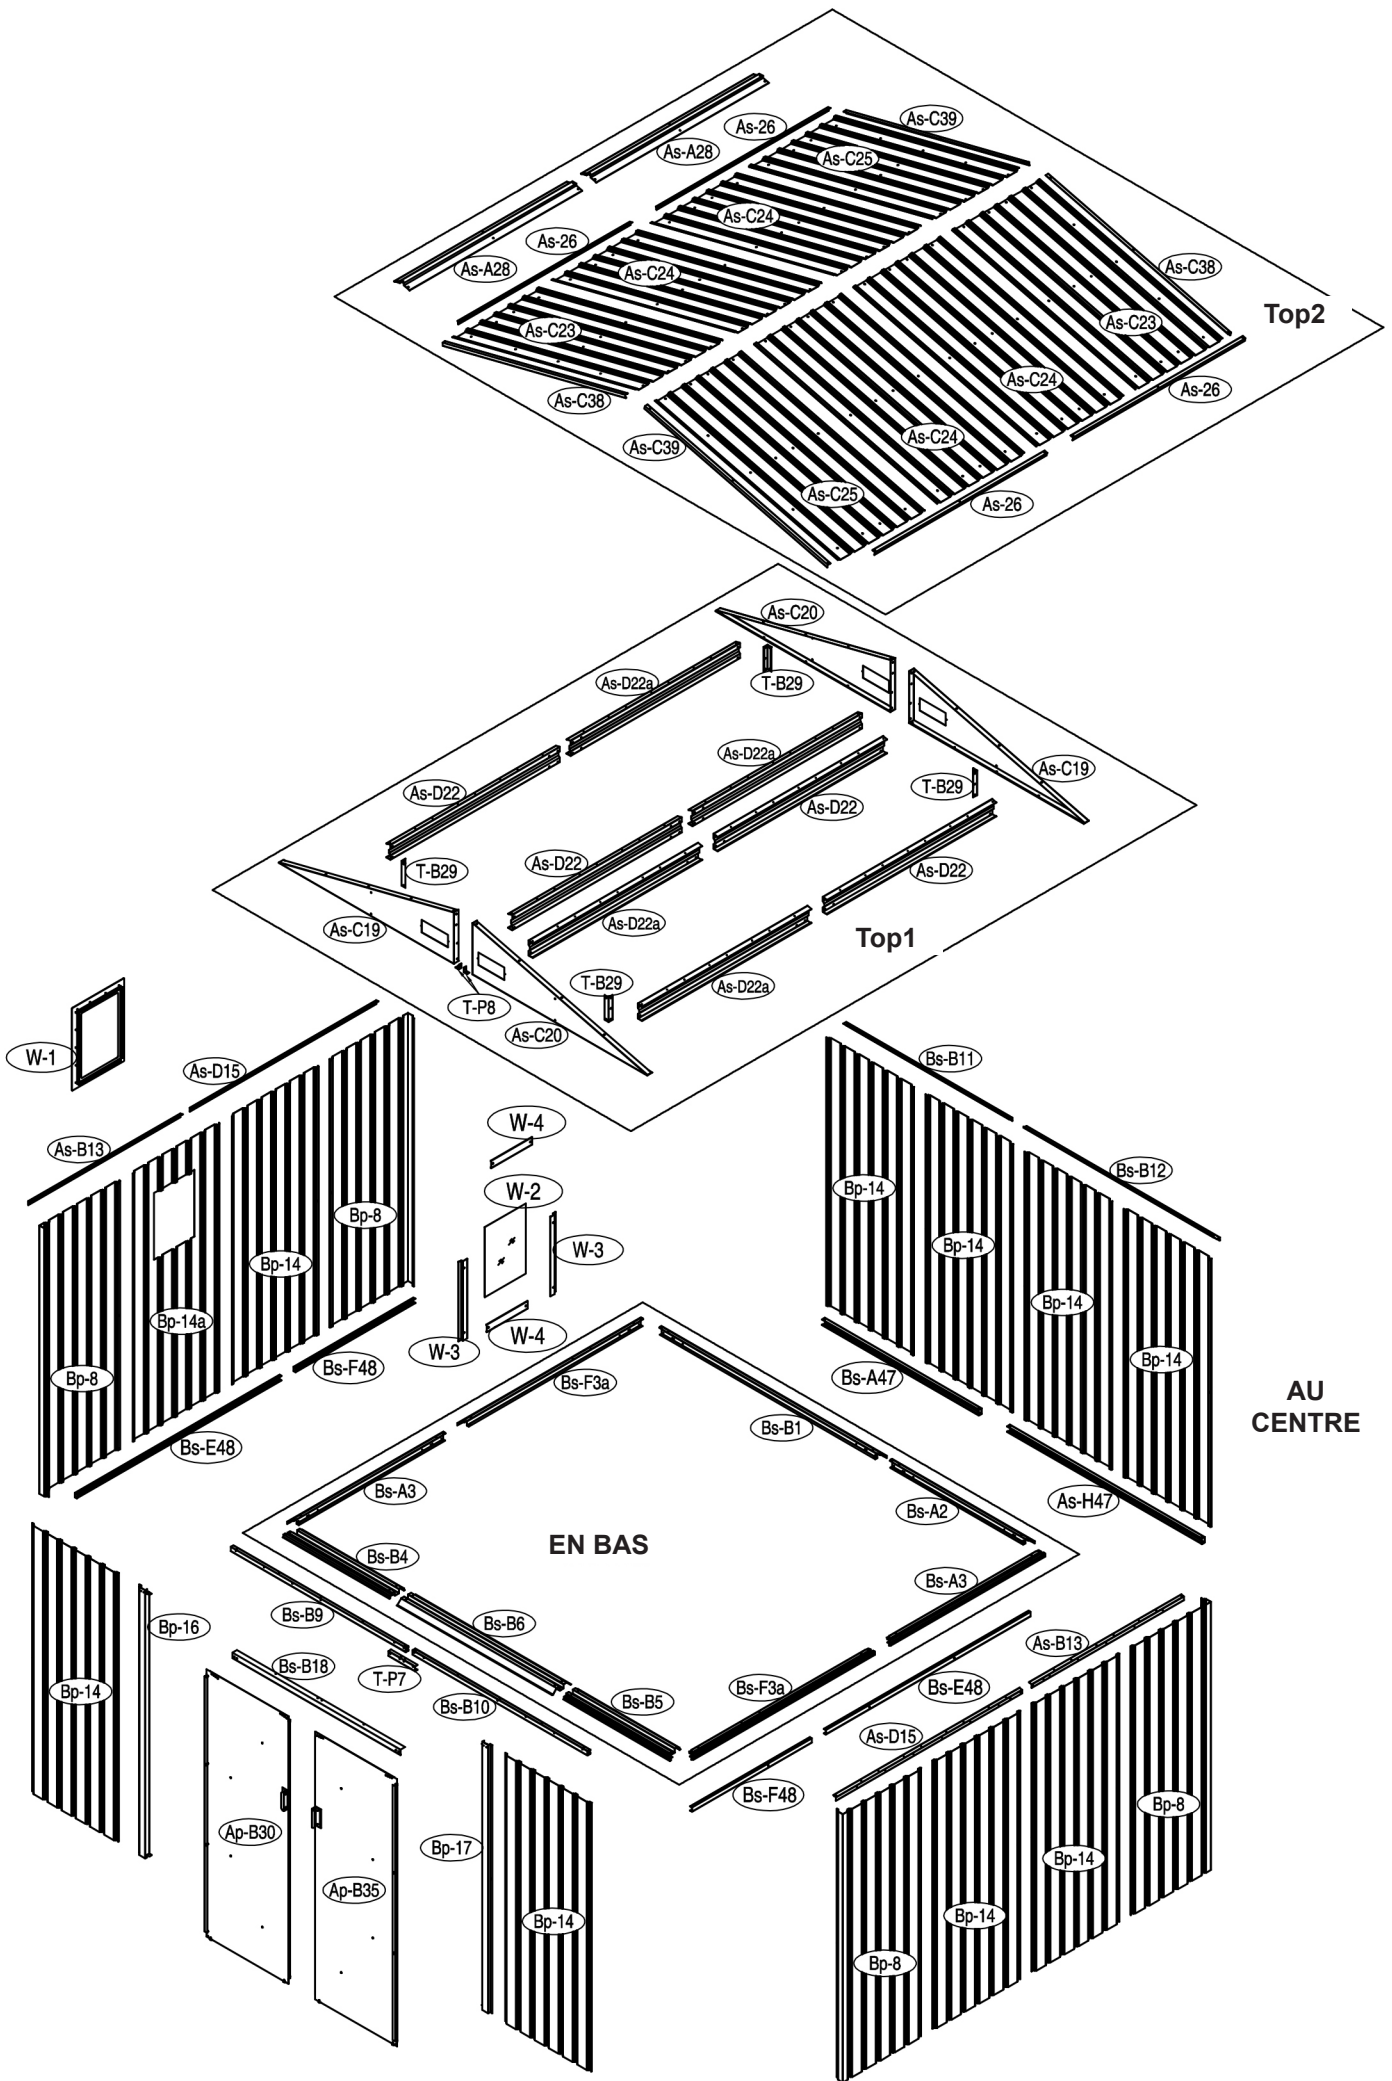 As-C39
As-26
As-A28
As-C25
As-C24
As-26
As-A28
As-C24
As-C38
As-C23
Top2
As-C23
As-C24
As-26
As-C38
As-C24
As-C39
As-C25
As-26
As-C20
As-D22a
T-B29
As-D22a
As-C19
As-D22
T-B29
As-D22
As-D22
T-B29
As-D22
As-C19
As-D22a
Top1
T-B29
As-D22a
T-P8
As-C20
W-1
As-D15
Bs-B11
W-4
As-B13
Bs-B12
Bp-14
W-2
Bp-8
Bp-14
W-3
Bp-14
Bp-14
Bp-14a
W-4
W-3
Bp-14
Bs-F48
Bp-8
Bs-A47
Bs-F3a
AU
CENTRE
Bs-B1
Bs-E48
Bs-A3
As-H47
Bs-A2
EN BAS
Bs-B4
Bs-A3
Bs-B9
Bs-B6
Bp-16
As-B13
Bs-B18
T-P7
Bp-14
Bs-B10
Bs-B5
Bs-F3a
Bs-E48
As-D15
Bs-F48
Bp-8
Ap-B30
Bp-17
Bp-14
Ap-B35
Bp-14
Bp-14
Bp-8